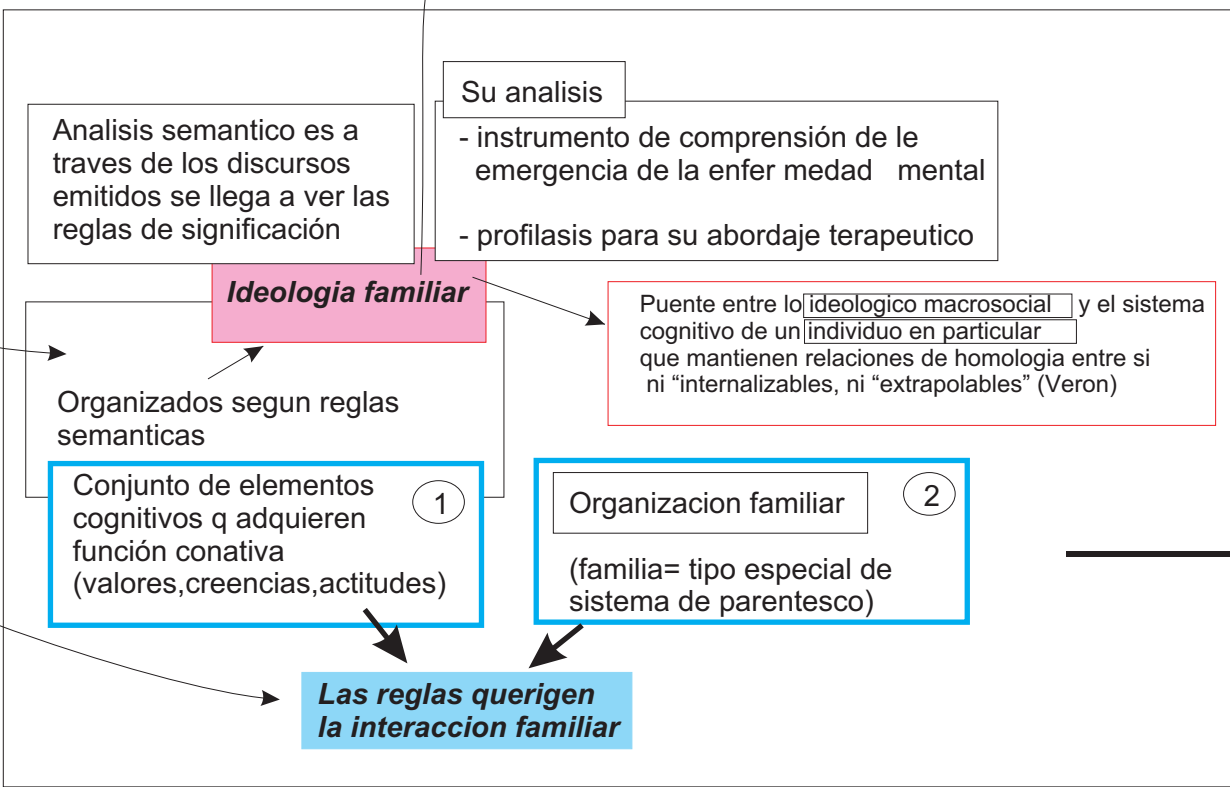 Su analisis
Analisis semantico es a
traves de los discursos
emitidos se llega a ver las
reglas de significación
- instrumento de comprensión de le
emergencia de la enfer medad mental
- profilasis para su abordaje terapeutico
Ideologia familiar
Puente entre lo ideologico macrosocial y el sistema
cognitivo de un individuo en particular
que mantienen relaciones de homologia entre si
ni “internalizables, ni “extrapolables” (Veron)
Organizados segun reglas
semanticas
Conjunto de elementos
cognitivos q adquieren
función conativa
(valores,creencias,actitudes)
1
Organizacion familiar
2
(familia= tipo especial de
sistema de parentesco)
Las reglas querigen
la interaccion familiar